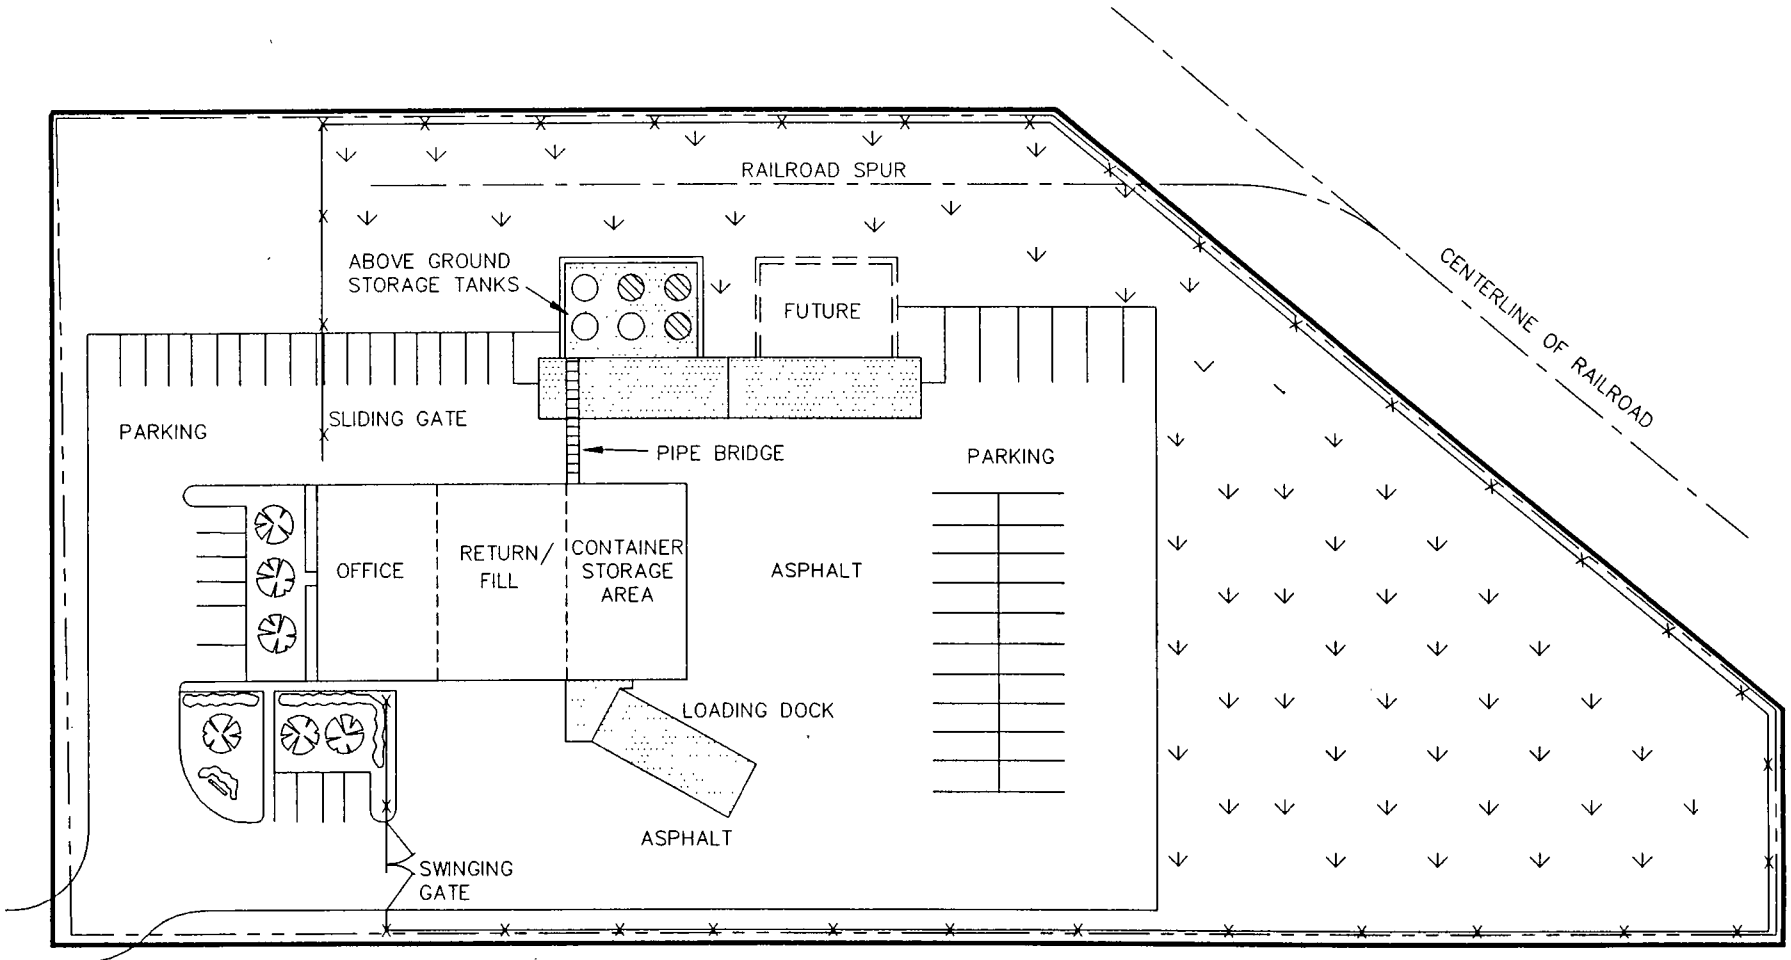 RAILROAD SPUR
ABOVE GROUND
STORAGE TANKS
FUTURE
CENTERLINE OF RAILROAD
PARKING
SLIDING GATE
PIPE BRIDGE
PARKING
OFFICE
RETURN/
FILL
CONTAINER
STORAGE
AREA
ASPHALT
LOADING DOCK
ASPHALT
SWINGING
GATE